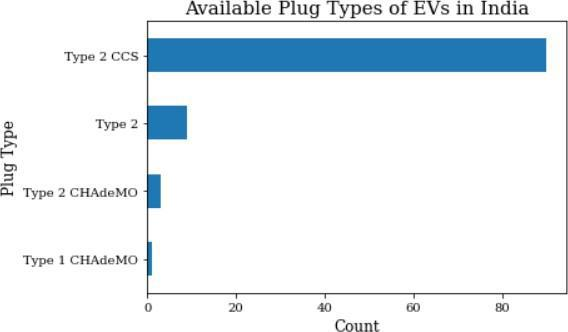 Available Plug Types of EVs in India
Plug Type
Type 2 CCS
Type 2
Type 2 CHAdeMO
Type 1 CHAdeMO
0 20 40 60 80
Count